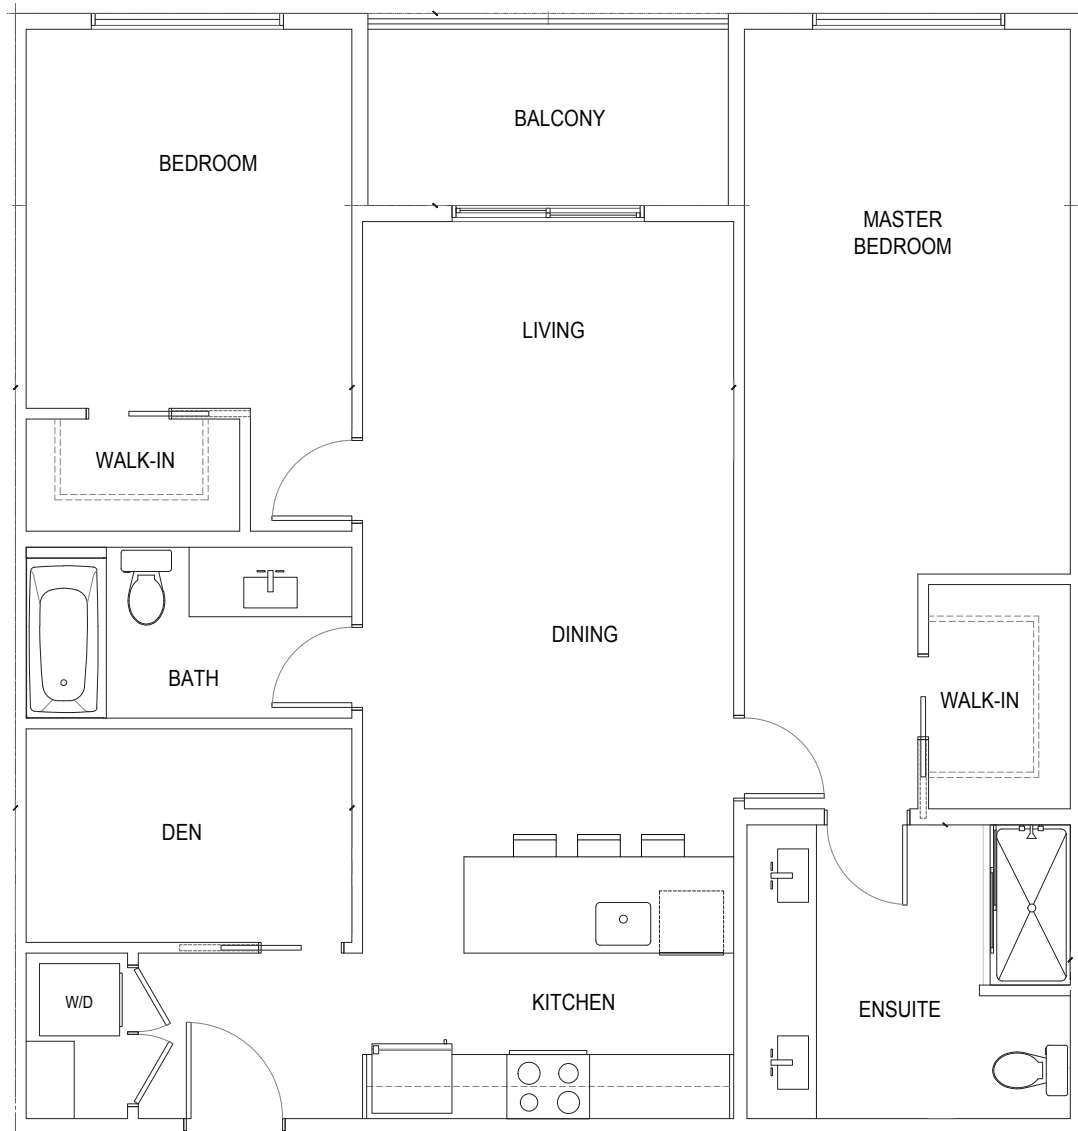 BALCONY
BEDROOM
MASTER
BEDROOM
LIVING
WALK-IN
DINING
BATH
WALK-IN
DEN
W/D
KITCHEN
ENSUITE